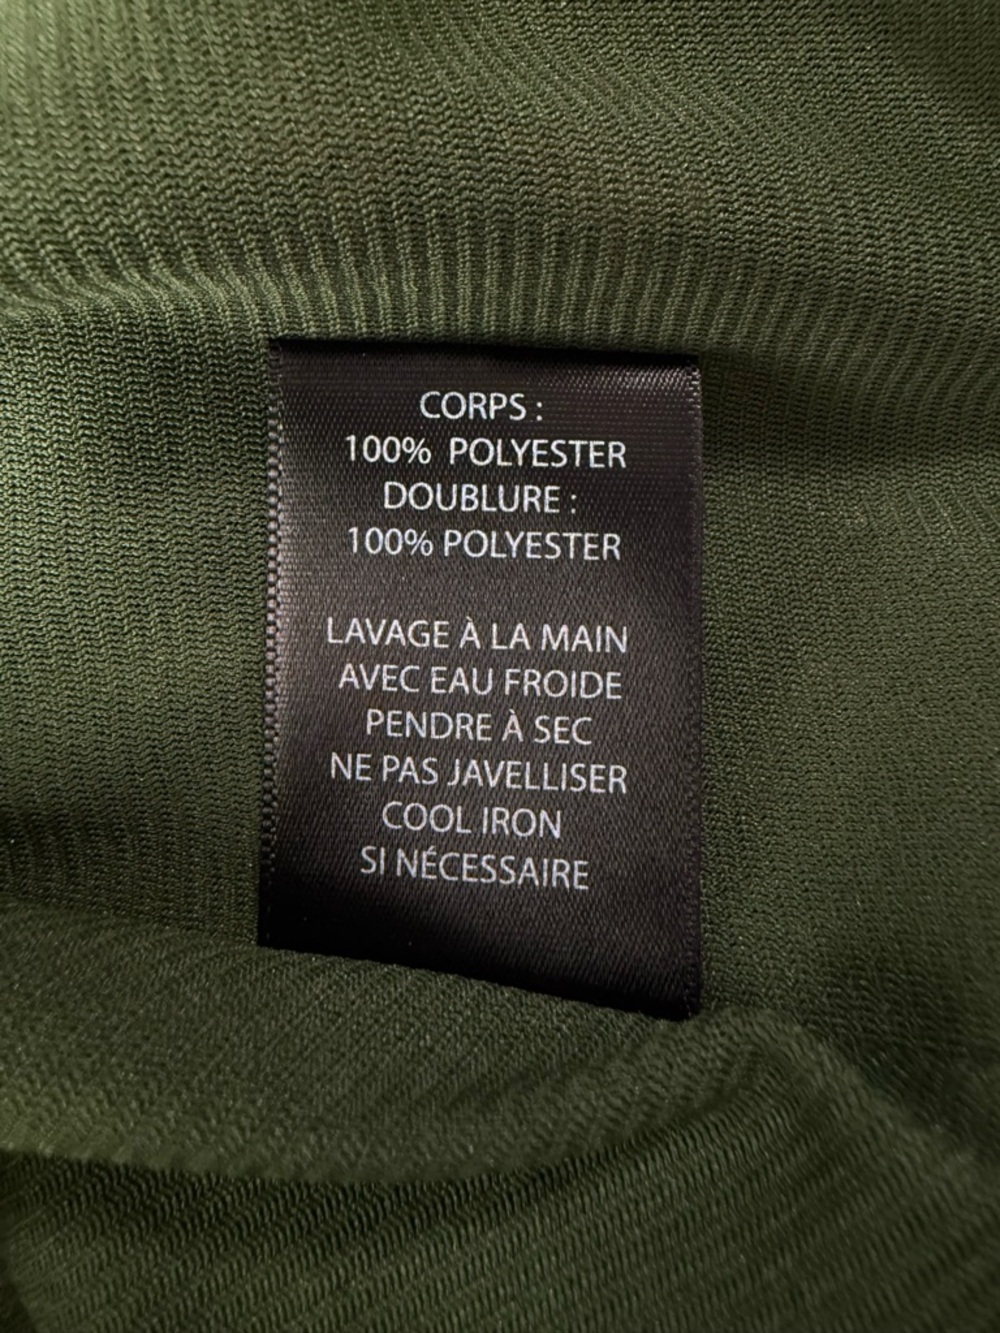 CORPS :
100% POLYESTER
DOUBLURE :
100% POLYESTER
LAVAGE À LA MAIN
AVEC EAU FROIDE
PENDRE À SEC
NE PAS JAVELLISER
COOL IRON
SI NÉCESSAIRE